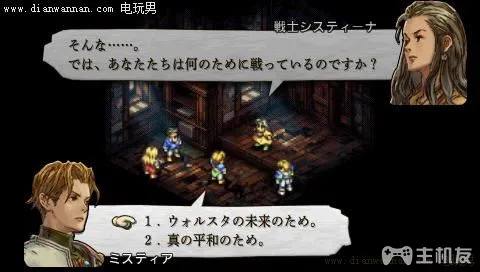 www.dianwannan.com 电玩男
戦士システィーナ
そんな……。
では、あなたたちは何のために戦っているのですか？
1．ウォルスタの未来のため。
2．真の平和のため。
ミスティア
www.dianwannan.com
主机友